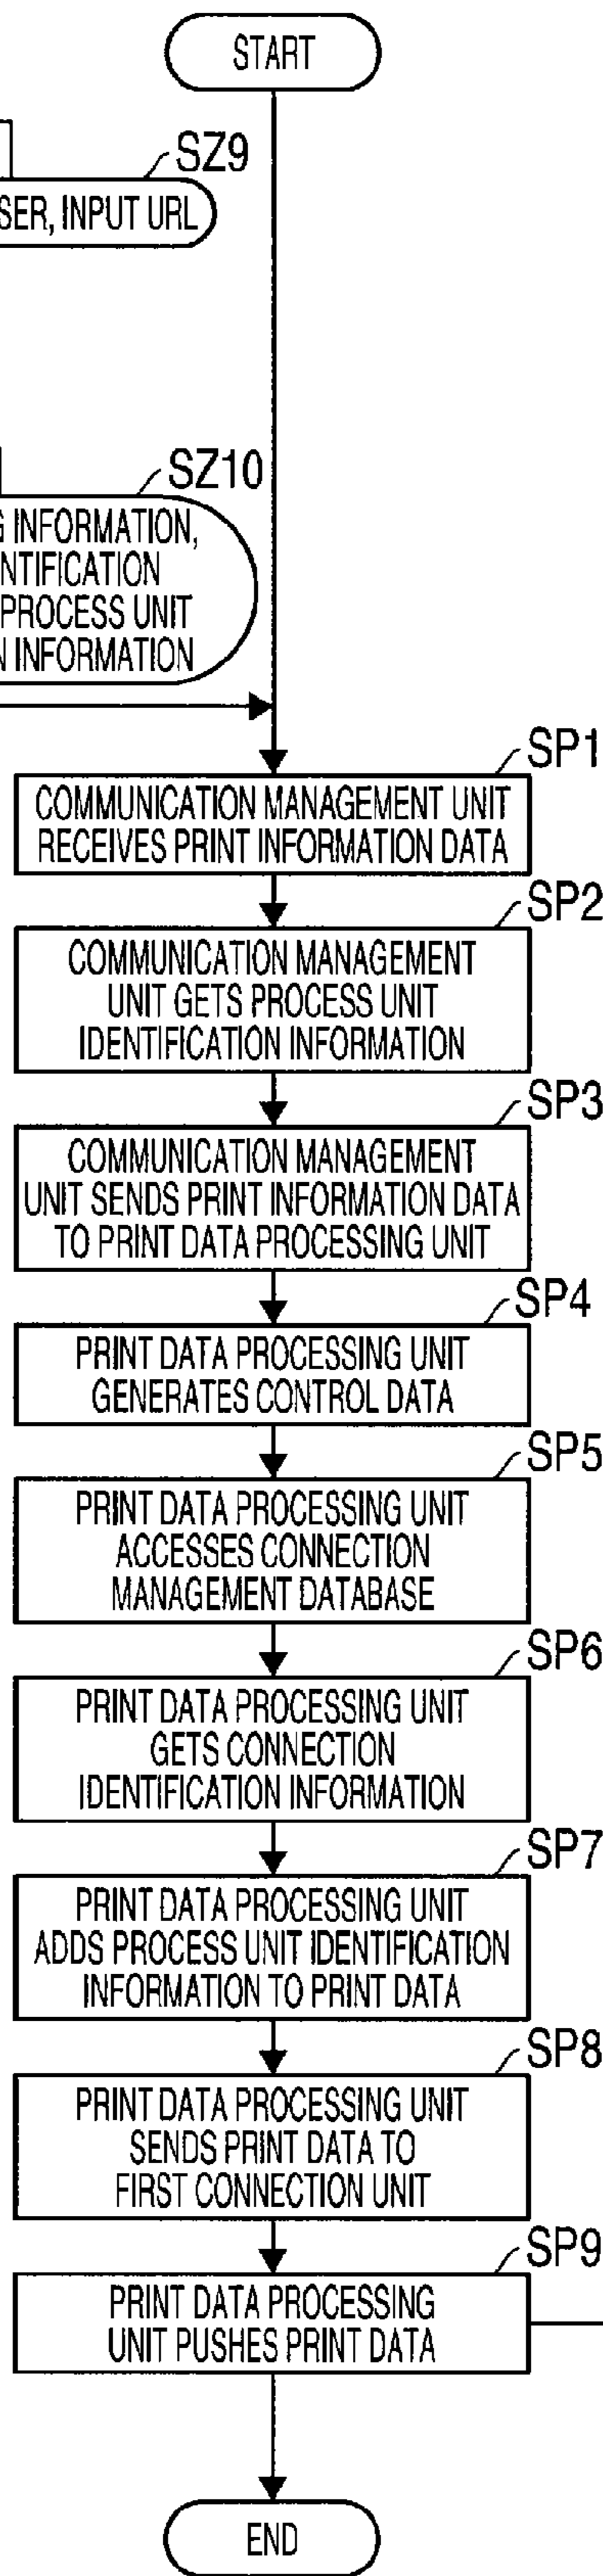 START
SZ9
SER, INPUT URL
SZ10
INFORMATION,
NTIFICATION
PROCESS UNIT
N INFORMATION
SP1
COMMUNICATION MANAGEMENT UNIT
RECEIVES PRINT INFORMATION DATA
SP2
COMMUNICATION MANAGEMENT
UNIT GETS PROCESS UNIT
IDENTIFICATION INFORMATION
SP3
COMMUNICATION MANAGEMENT
UNIT SENDS PRINT INFORMATION DATA
TO PRINT DATA PROCESSING UNIT
SP4
PRINT DATA PROCESSING UNIT
GENERATES CONTROL DATA
SP5
PRINT DATA PROCESSING UNIT
ACCESSES CONNECTION
MANAGEMENT DATABASE
SP6
PRINT DATA PROCESSING UNIT
GETS CONNECTION
IDENTIFICATION INFORMATION
SP7
PRINT DATA PROCESSING UNIT
ADDS PROCESS UNIT IDENTIFICATION
INFORMATION TO PRINT DATA
SP8
PRINT DATA PROCESSING UNIT
SENDS PRINT DATA TO
FIRST CONNECTION UNIT
SP9
PRINT DATA PROCESSING
UNIT PUSHES PRINT DATA
END